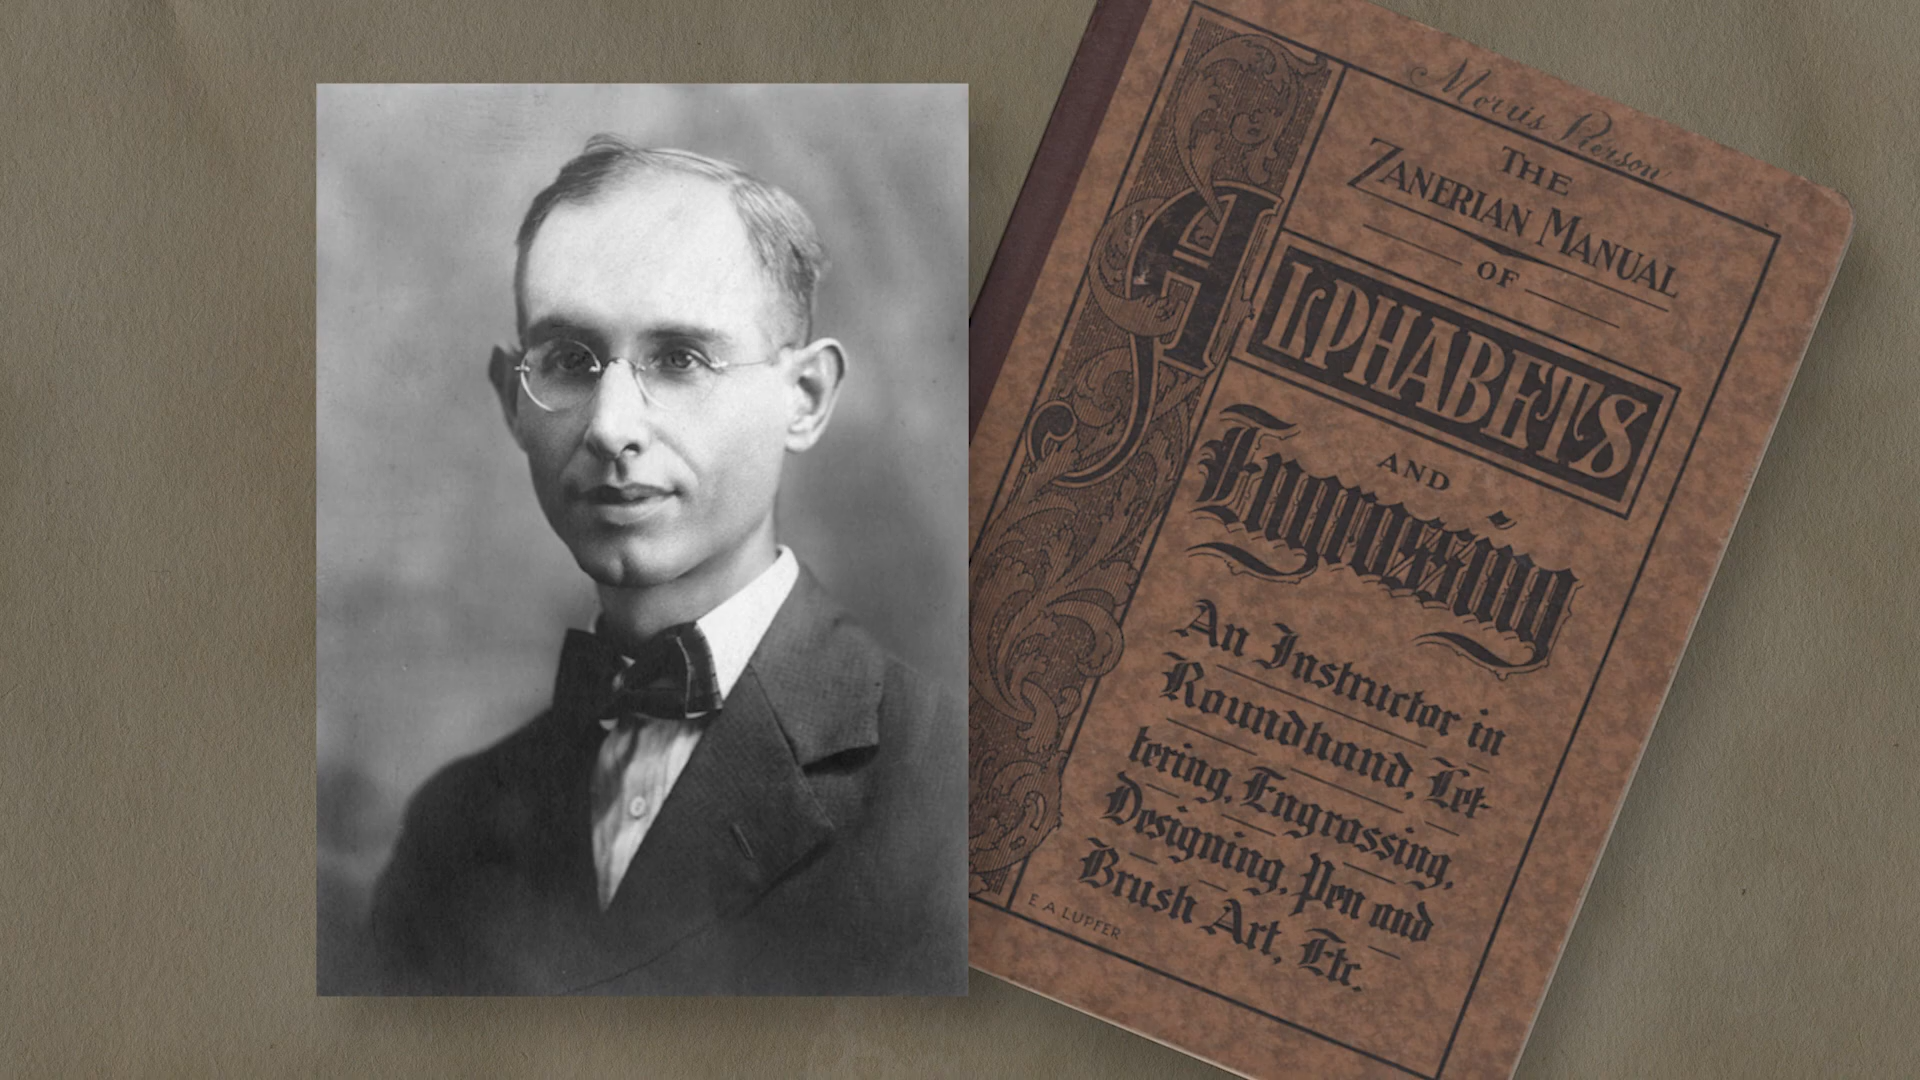 Morris Pierson
THE
ZANERIAN MANUAL
OF
ALPHABETS
AND
Engrossing
An Instructor in
Roundhand, Let-
tering, Engrossing,
Designing, Pen and
Brush Art, Etc.
E A LUPFER